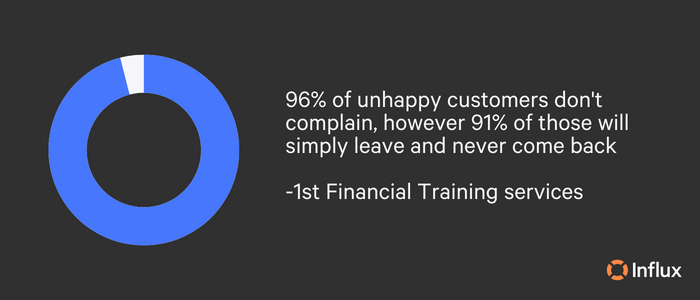 96% of unhappy customers don't
complain, however 91% of those will
simply leave and never come back
-1st Financial Training services
Influx